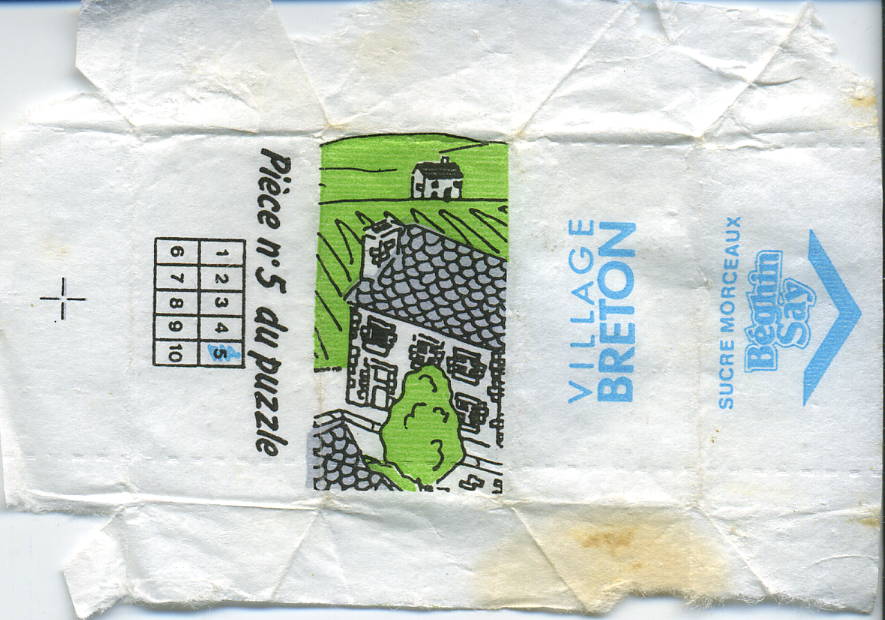 Pièce n°5 du puzzle
1 2 3 4 5
6 7 8 9 10
VILLAGE
BRETON
SUCRE MORCEAUX
Béghin
Say